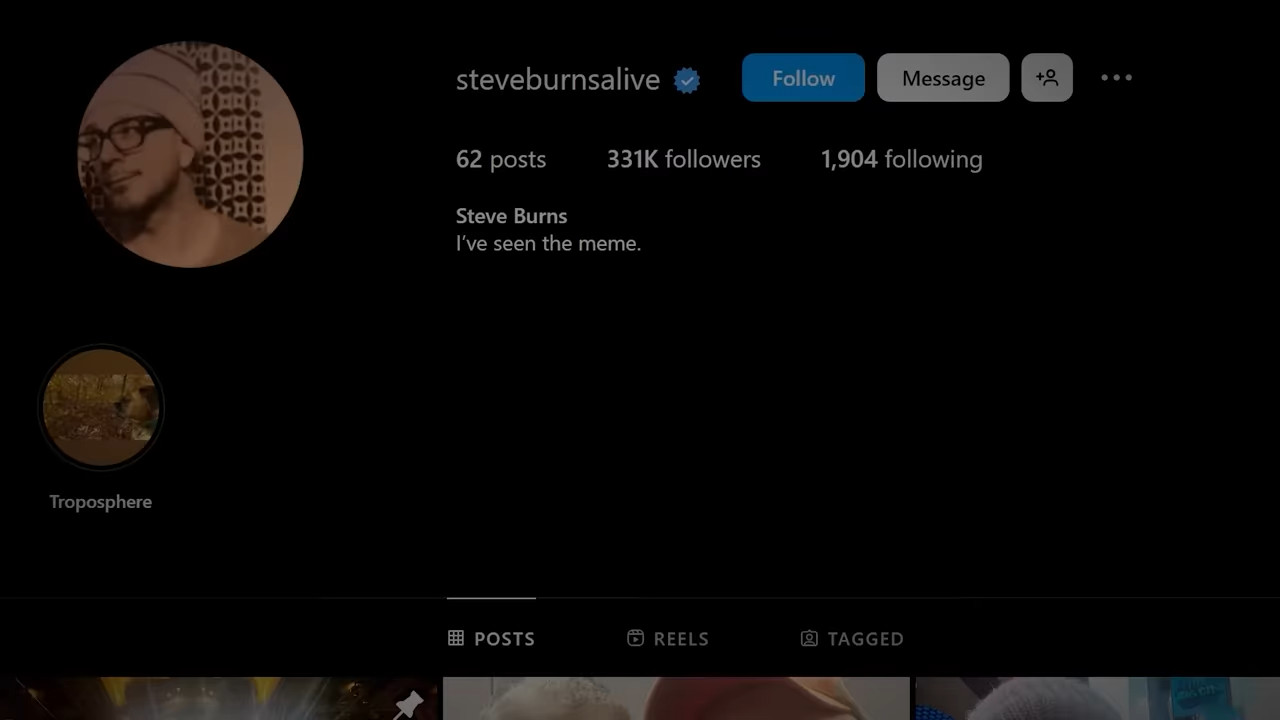 steveburnsalive
Follow
Message
62 posts
331K followers
1,904 following
Steve Burns
I've seen the meme.
Troposphere
POSTS
REELS
TAGGED